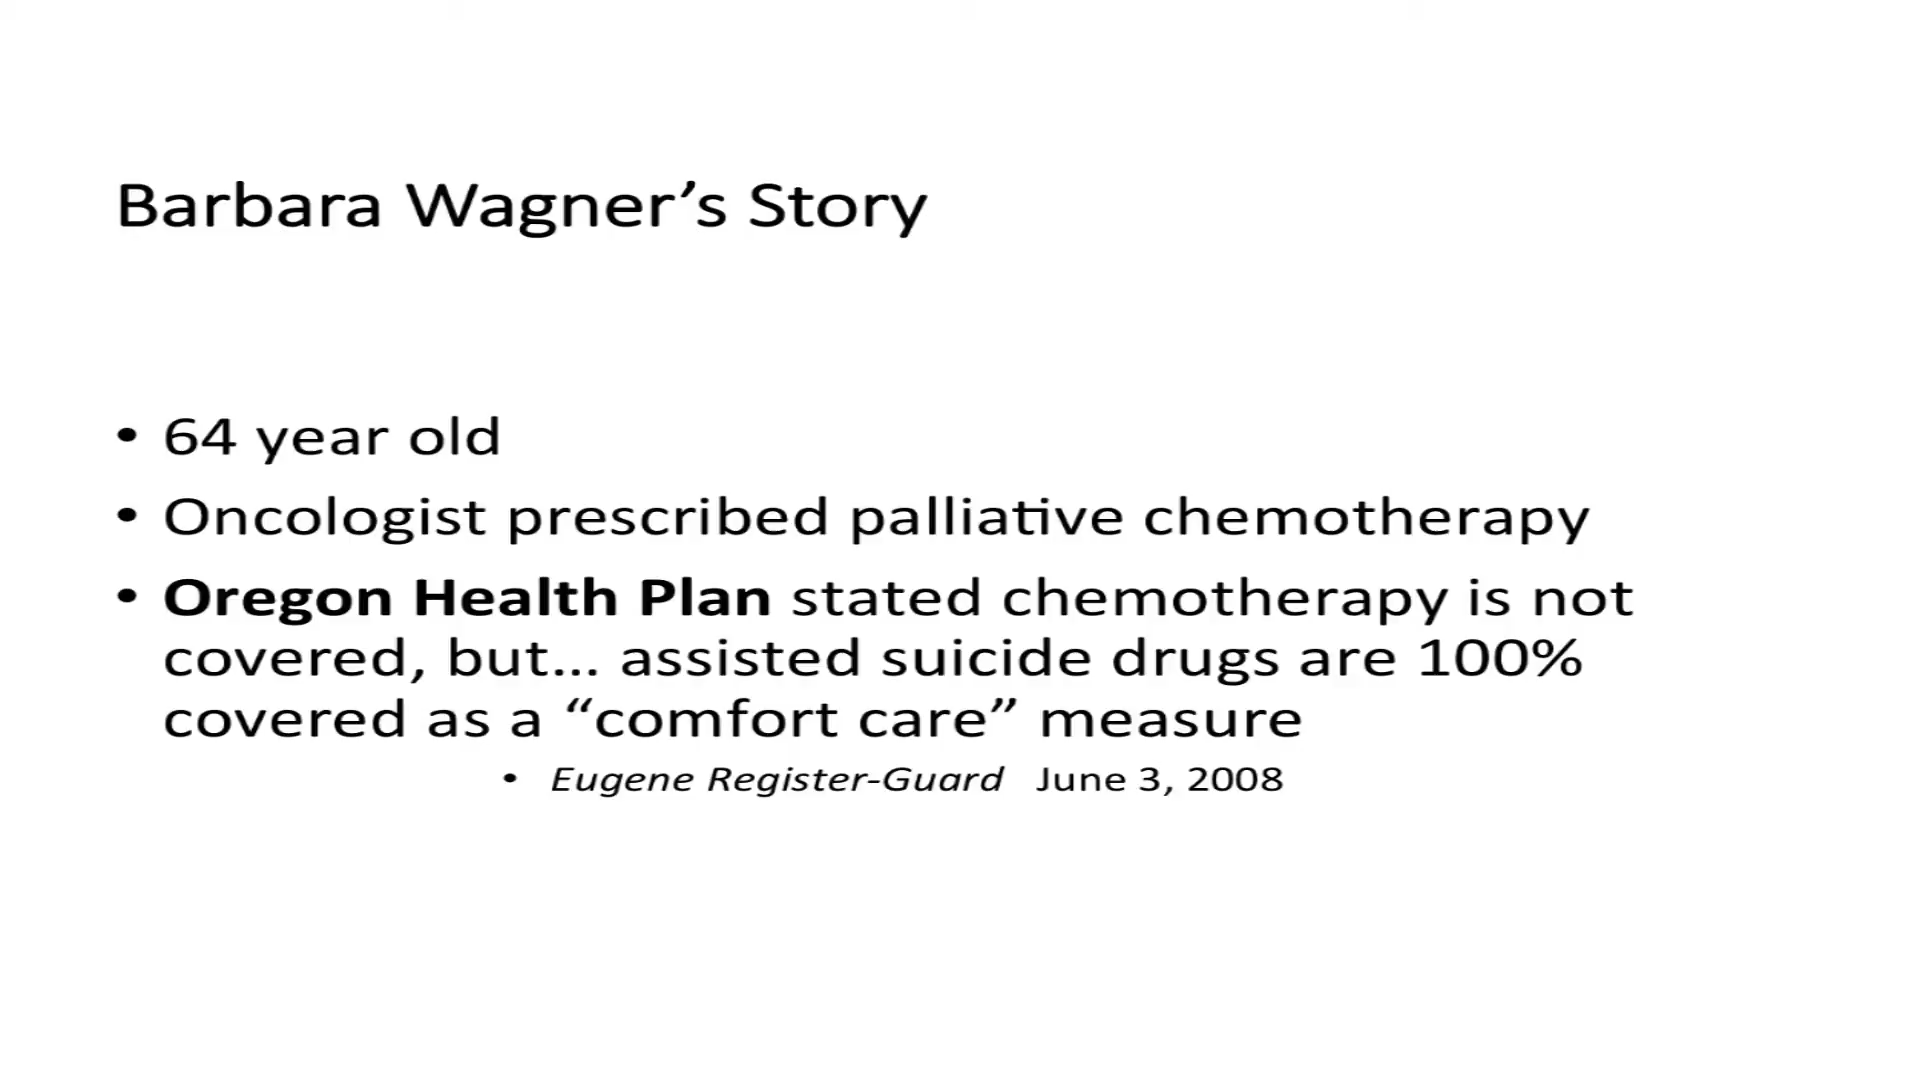 Barbara Wagner’s Story
• 64 year old
• Oncologist prescribed palliative chemotherapy
• Oregon Health Plan stated chemotherapy is not
covered, but... assisted suicide drugs are 100%
covered as a “comfort care” measure
• Eugene Register-Guard June 3, 2008